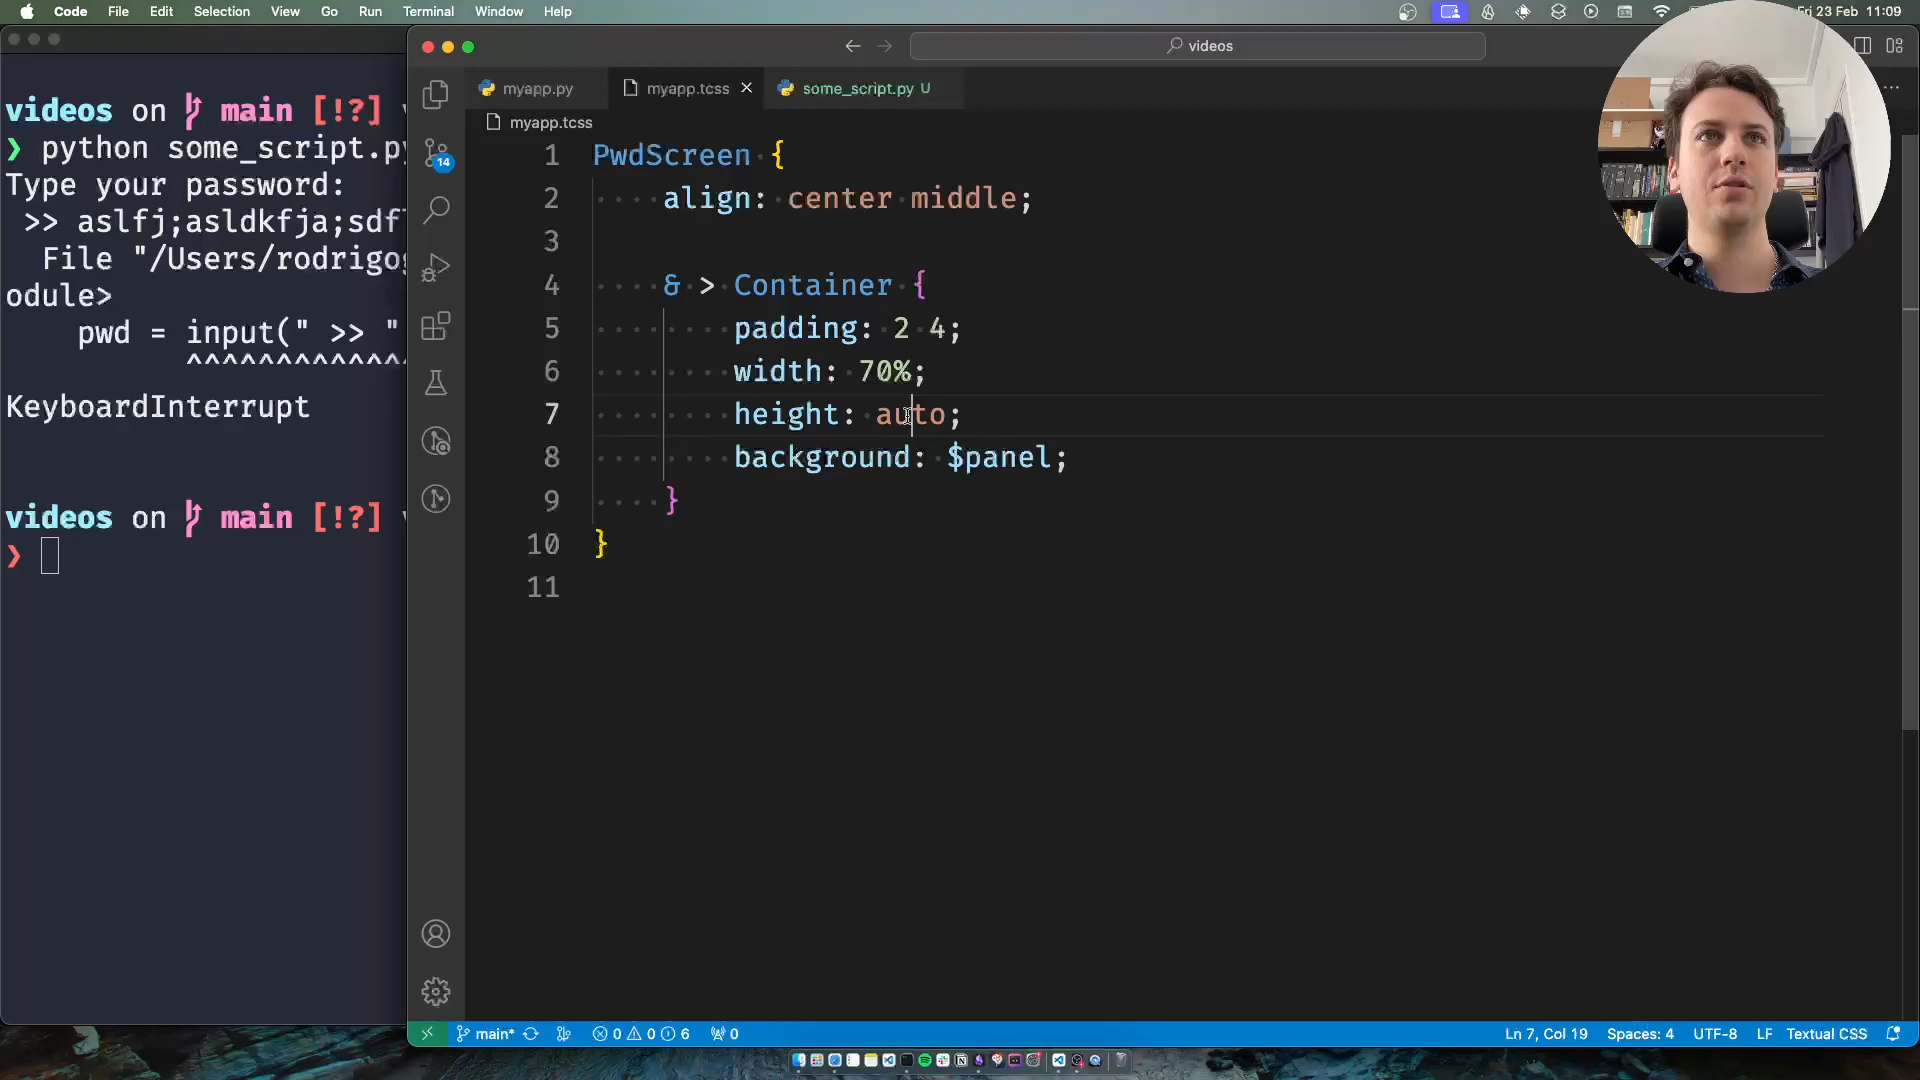 Code File Edit Selection View Go Run Terminal Window Help
Fri 23 Feb 11:09
videos
myapp.py
myapp.tcss
some_script.py U
myapp.tcss
videos on main [!?]
❯ python some_script.py
Type your password:
>> aslfj;asldkfja;sdf
File "/Users/rodrigo
odule>
pwd = input(" >> "
^^^^^^^^^^^^^
KeyboardInterrupt
videos on main [!?]
❯
14
1 PwdScreen {
2 align: center middle;
3
4 & > Container {
5 padding: 2 4;
6 width: 70%;
7 height: auto;
8 background: $panel;
9 }
10 }
11
main* 0 0 6 0
Ln 7, Col 19 Spaces: 4 UTF-8 LF Textual CSS